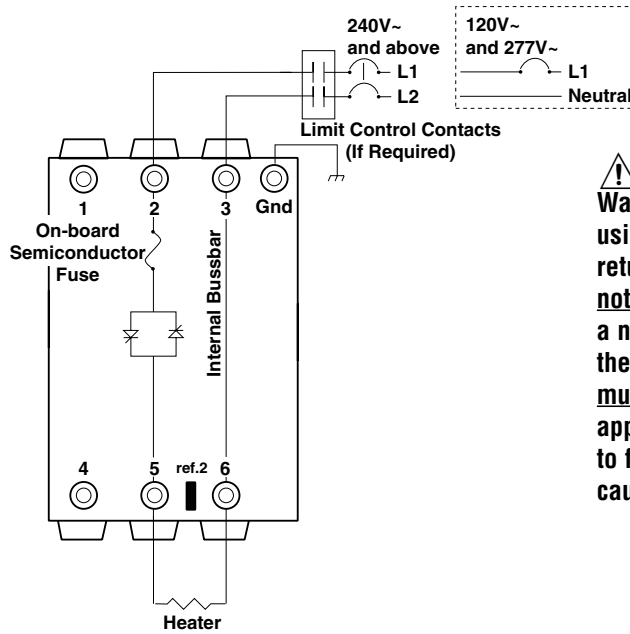 240V~
and above
L1
L2
120V~
and 277V~
L1
Neutral
Limit Control Contacts
(If Required)
1
2
3
Gnd
On-board
Semiconductor
Fuse
Internal Bussbar
4
5
ref.2
6
Heater
Wa
usi
retu
not
a n
the
mu
app
to f
cau